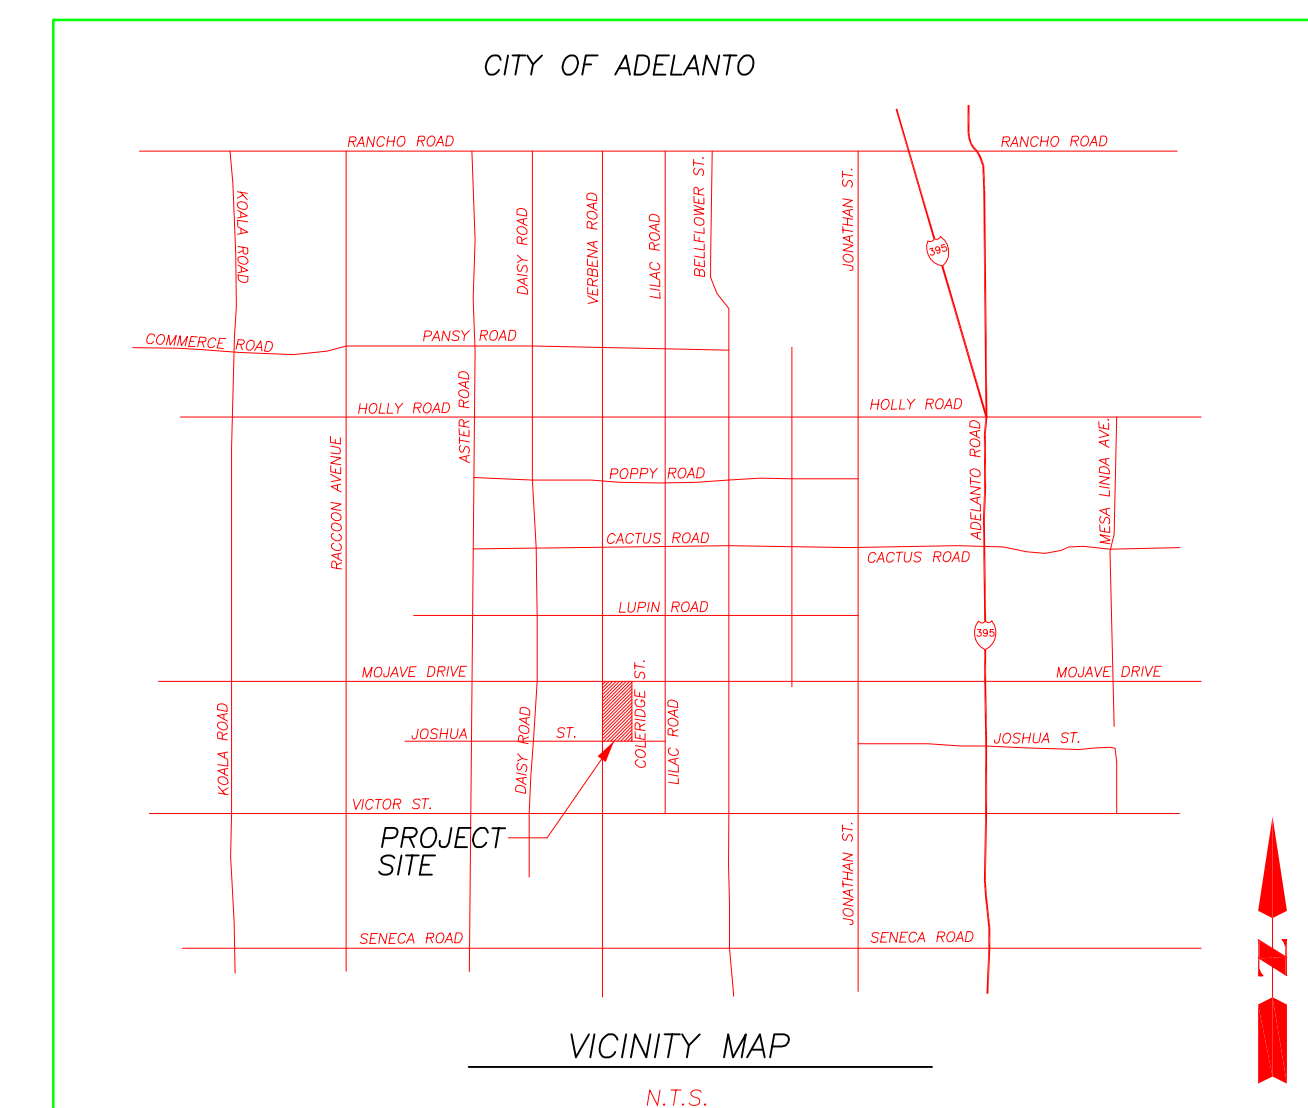 CITY OF ADELANTO
RANCHO ROAD
RANCHO ROAD
KOALA ROAD
DAISY ROAD
VERBENA ROAD
LILAC ROAD
BELLFLOWER ST.
JONATHAN ST.
395
COMMERCE ROAD
PANSY ROAD
HOLLY ROAD
ASTER ROAD
HOLLY ROAD
RACCOON AVENUE
POPPY ROAD
ADELANTO ROAD
MESA LINDA AVE.
CACTUS ROAD
CACTUS ROAD
LUPIN ROAD
395
MOJAVE DRIVE
COLERIDGE ST.
MOJAVE DRIVE
KOALA ROAD
JOSHUA ST.
DAISY ROAD
LILAC ROAD
JOSHUA ST.
VICTOR ST.
PROJECT
SITE
JONATHAN ST.
SENECA ROAD
SENECA ROAD
N
VICINITY MAP
N.T.S.